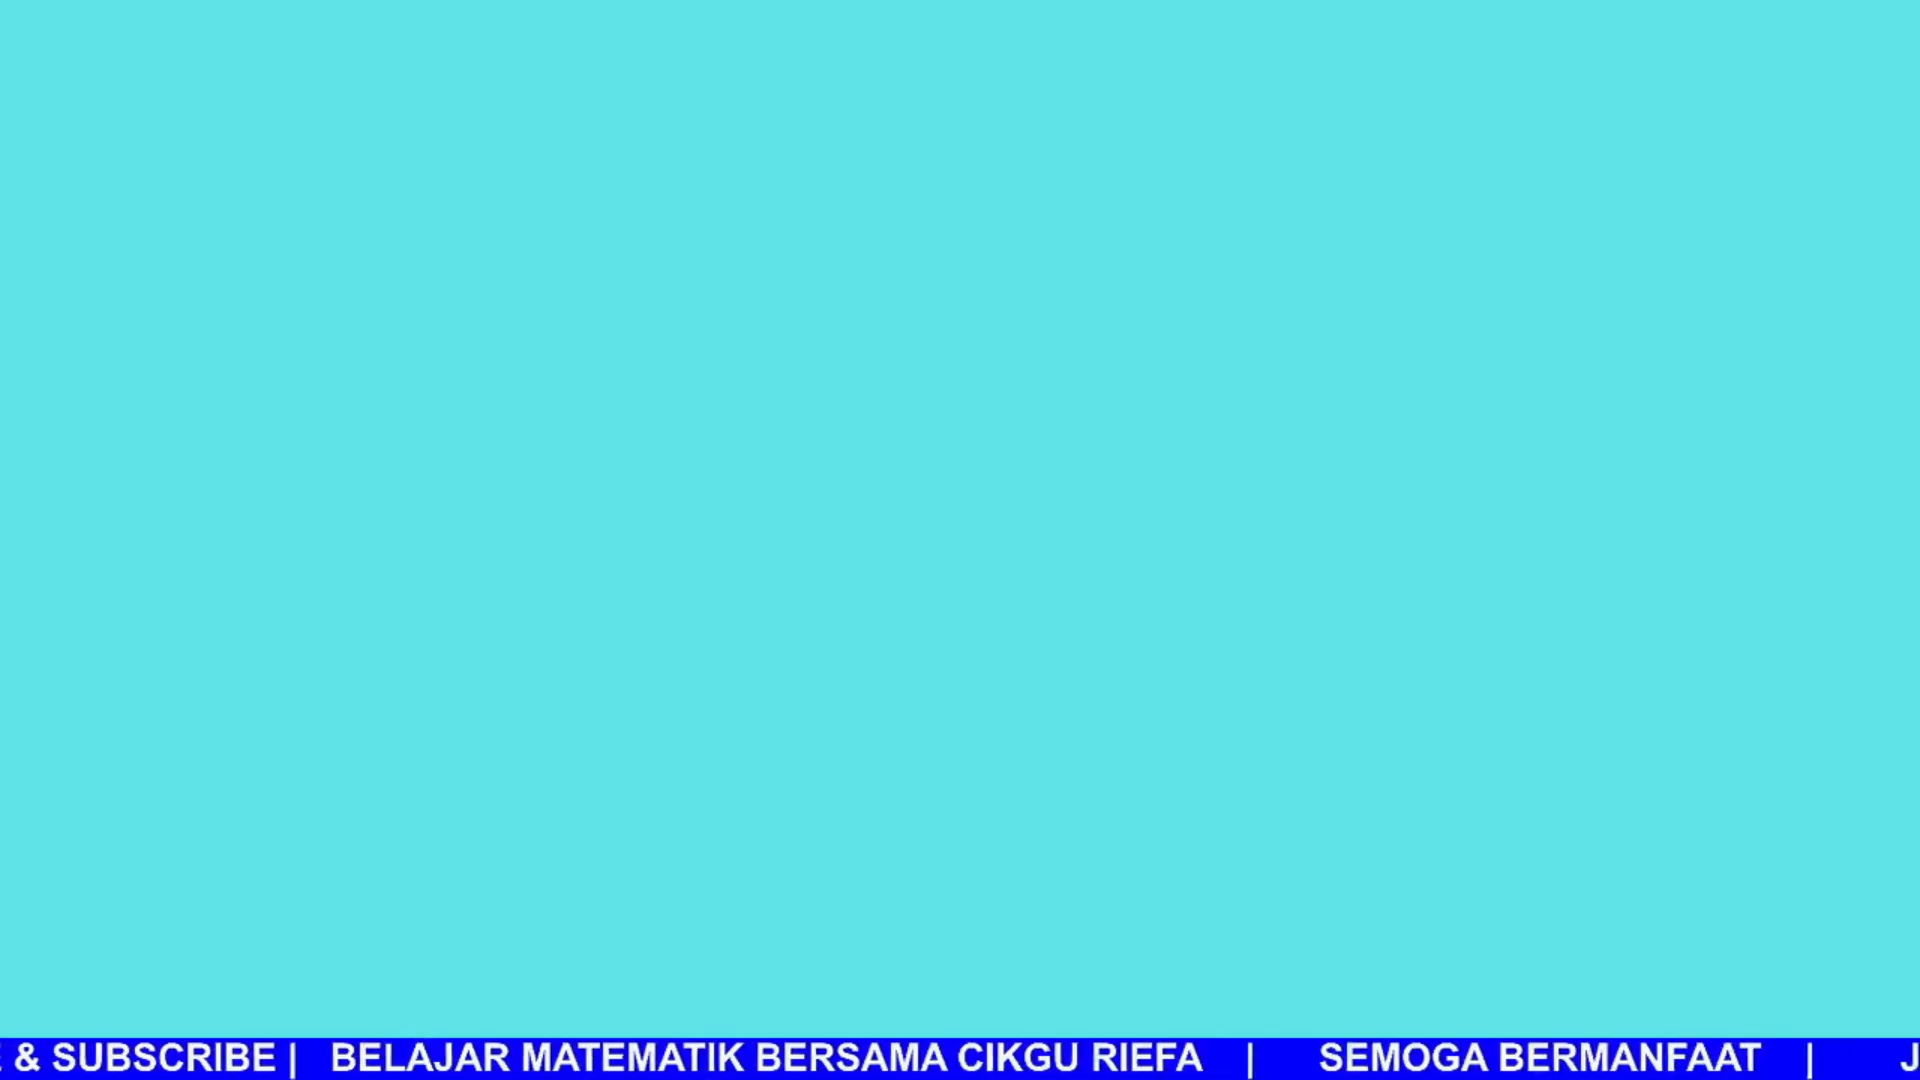 & SUBSCRIBE | BELAJAR MATEMATIK BERSAMA CIKGU RIEFA | SEMOGA BERMANFAAT |